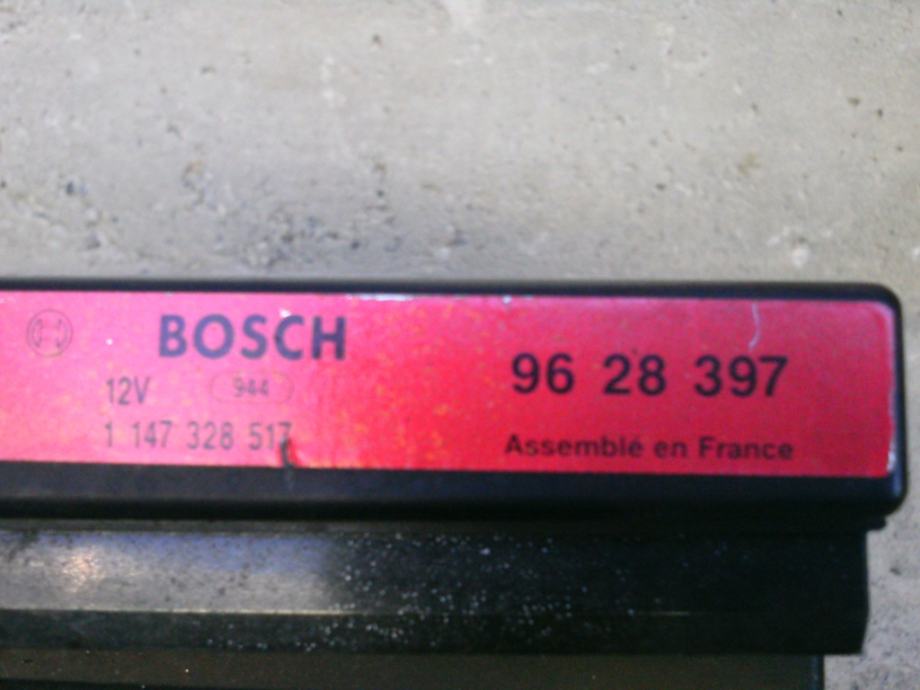 BOSCH
12V 944
1 147 328 517
96 28 397
Assemblé en France